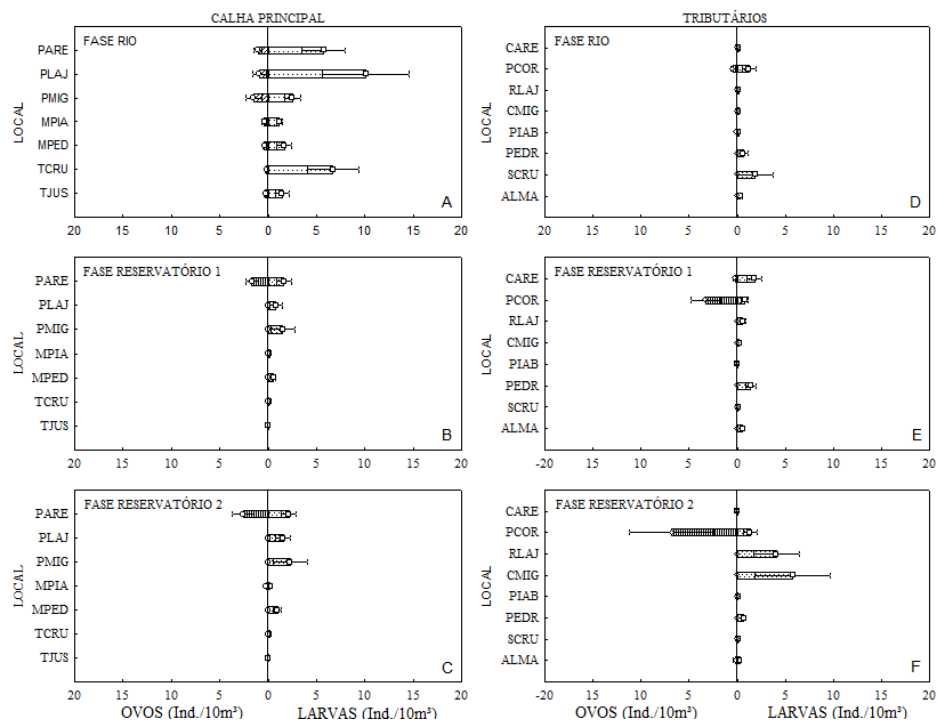 CALHA PRINCIPAL
FASE RIO
LOCAL
PARE
PLAJ
PMIG
MPIA
MPED
TCRU
TJUS
A
20 15 10 5 0 5 10 15 20
FASE RESERVATÓRIO 1
LOCAL
PARE
PLAJ
PMIG
MPIA
MPED
TCRU
TJUS
B
20 15 10 5 0 5 10 15 20
FASE RESERVATÓRIO 2
LOCAL
PARE
PLAJ
PMIG
MPIA
MPED
TCRU
TJUS
C
20 15 10 5 0 5 10 15 20
OVOS (Ind./10m³) LARVAS (Ind./10m³)
TRIBUTÁRIOS
FASE RIO
LOCAL
CARE
PCOR
RLAJ
CMIG
PIAB
PEDR
SCRU
ALMA
D
20 15 10 5 0 5 10 15 20
FASE RESERVATÓRIO 1
LOCAL
CARE
PCOR
RLAJ
CMIG
PIAB
PEDR
SCRU
ALMA
E
-20 15 10 5 0 5 10 15 20
FASE RESERVATÓRIO 2
LOCAL
CARE
PCOR
RLAJ
CMIG
PIAB
PEDR
SCRU
ALMA
F
-20 15 10 5 0 5 10 15 20
OVOS (Ind./10m³) LARVAS (Ind./10m³)